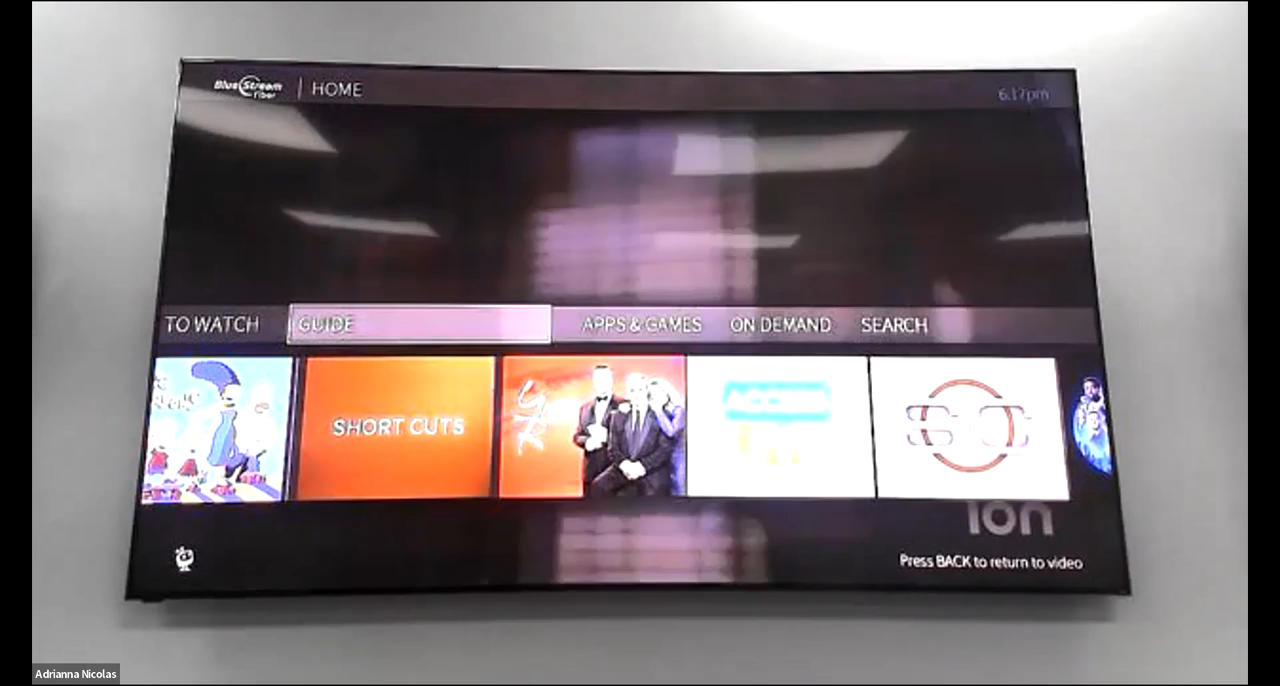 BlueStream
fiber
HOME
6:17pm
TO WATCH
GUIDE
APPS & GAMES
ON DEMAND
SEARCH
SHORT CUTS
ACCESS
ion
Press BACK to return to video
Adrianna Nicolas